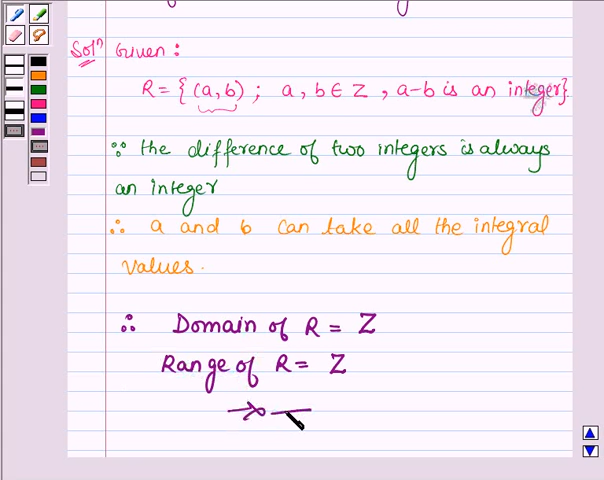 Solⁿ Given :
R = { (a, b) ; a, b ∈ Z , a-b is an integer}
∵ the difference of two integers is always
an integer
∴ a and b can take all the integral
values.
∴ Domain of R = Z
Range of R = Z